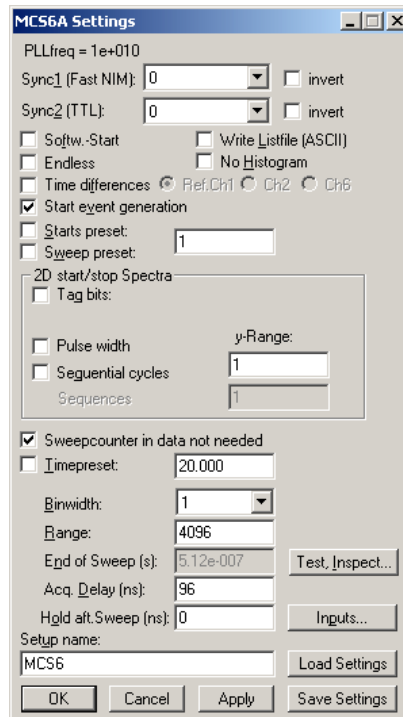 MCS6A Settings
PLLfreq = 1e+010
Sync1 (Fast NIM): 0 invert
Sync2 (TTL): 0 invert
Softw.-Start Write Listfile (ASCII)
Endless No Histogram
Time differences Ref.Ch1 Ch2 Ch6
Start event generation
Starts preset: 1
Sweep preset:
2D start/stop Spectra
Tag bits:
y-Range:
Pulse width
Sequential cycles 1
Sequences 1
Sweepcounter in data not needed
Timepreset: 20.000
Binwidth: 1
Range: 4096
End of Sweep (s): 5.12e-007 Test, Inspect...
Acq. Delay (ns): 96
Hold aft.Sweep (ns): 0 Inputs...
Setup name:
MCS6 Load Settings
OK Cancel Apply Save Settings